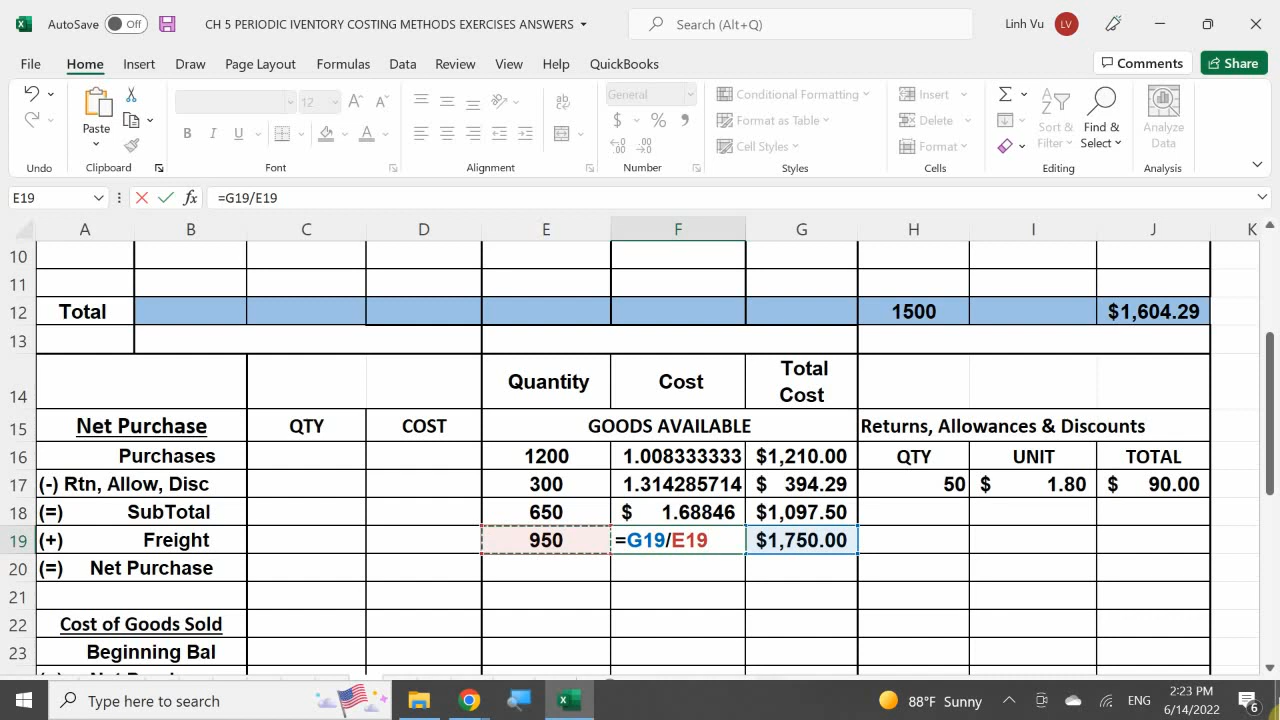 AutoSave Off CH 5 PERIODIC IVENTORY COSTING METHODS EXERCISES ANSWERS Search (Alt+Q) Linh Vu LV
File Home Insert Draw Page Layout Formulas Data Review View Help QuickBooks Comments Share
12 General Conditional Formatting Insert
Paste B I U ab $ % Format as Table Delete Sort & Filter Find & Select Analyze Data
Cell Styles Format
Undo Clipboard Font Alignment Number Styles Cells Editing Analysis
E19 fx =G19/E19
A B C D E F G H I J K
10
11
12 Total 1500 $1,604.29
13
14 Quantity Cost Total Cost
15 Net Purchase QTY COST GOODS AVAILABLE Returns, Allowances & Discounts
16 Purchases 1200 1.008333333 $1,210.00 QTY UNIT TOTAL
17 (-) Rtn, Allow, Disc 300 1.314285714 $ 394.29 50 $ 1.80 $ 90.00
18 (=) SubTotal 650 $ 1.68846 $1,097.50
19 (+) Freight 950 =G19/E19 $1,750.00
20 (=) Net Purchase
21
22 Cost of Goods Sold
23 Beginning Bal
Type here to search 88°F Sunny ENG 2:23 PM
6/14/2022 6